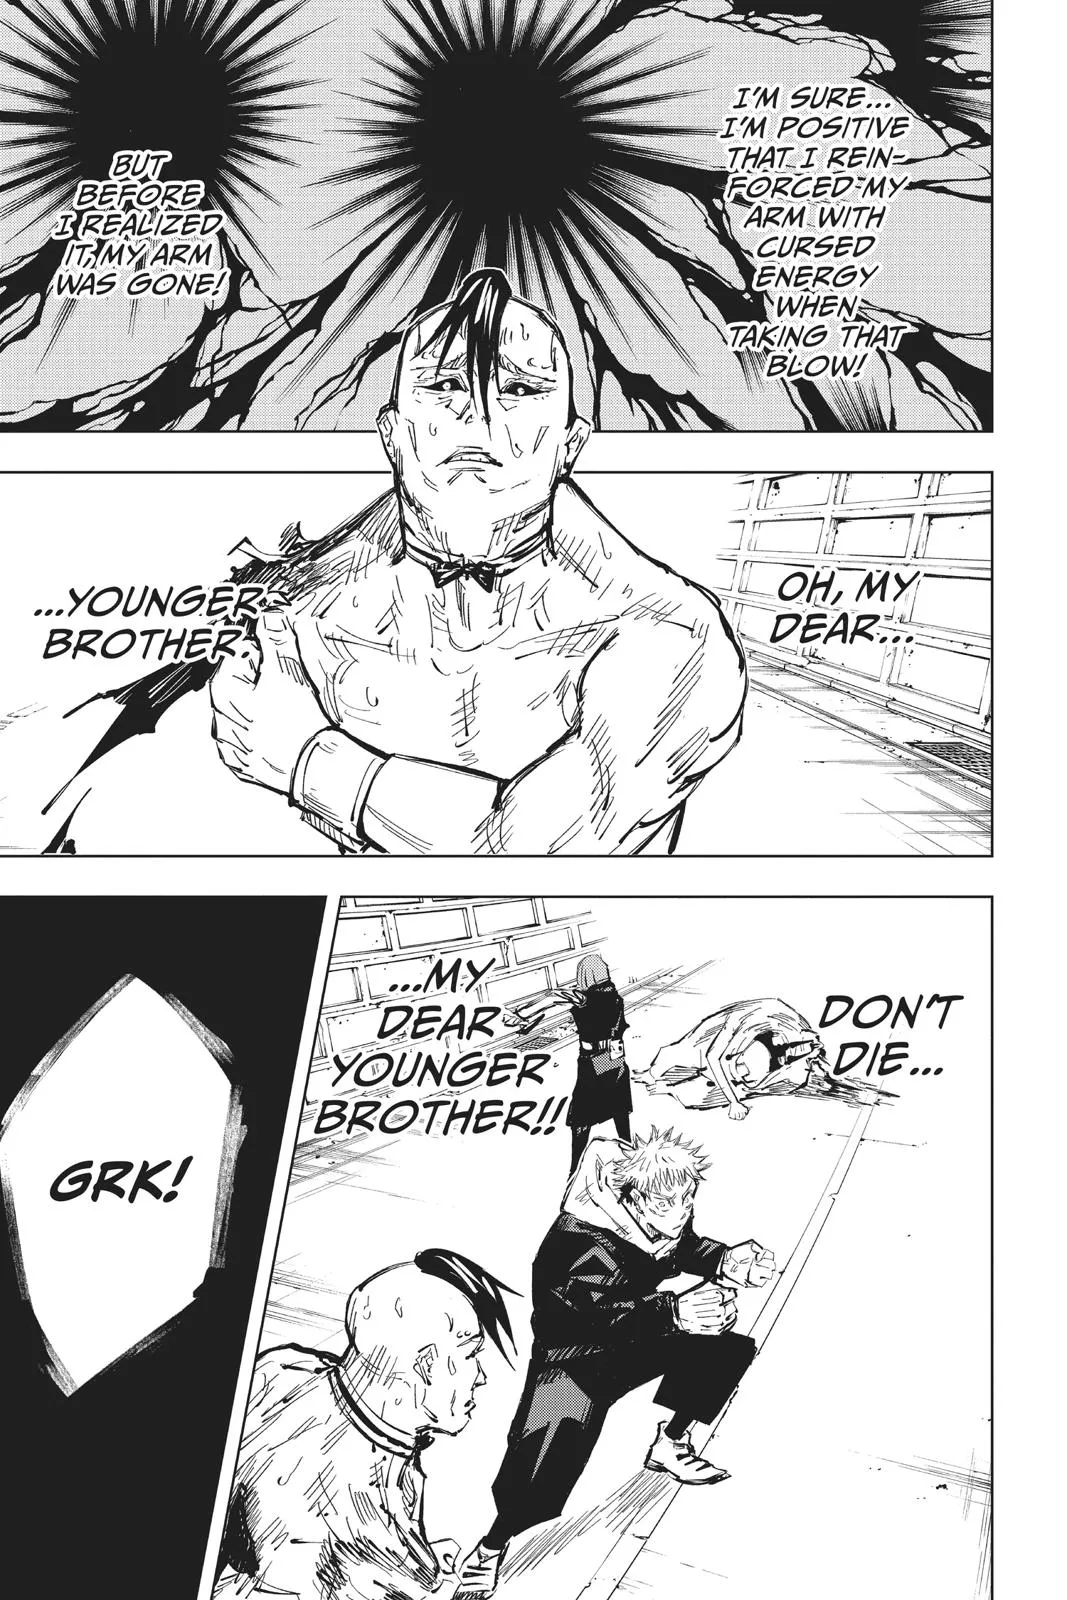 I'M SURE...
I'M POSITIVE
THAT I REIN-
FORCED MY
ARM WITH
CURSED
ENERGY
WHEN
TAKING THAT
BLOW!
BUT
BEFORE
I REALIZED
IT, MY ARM
WAS GONE!
OH, MY
DEAR...
...YOUNGER
BROTHER.
DON'T
DIE...
...MY
DEAR
YOUNGER
BROTHER!!
GRK!